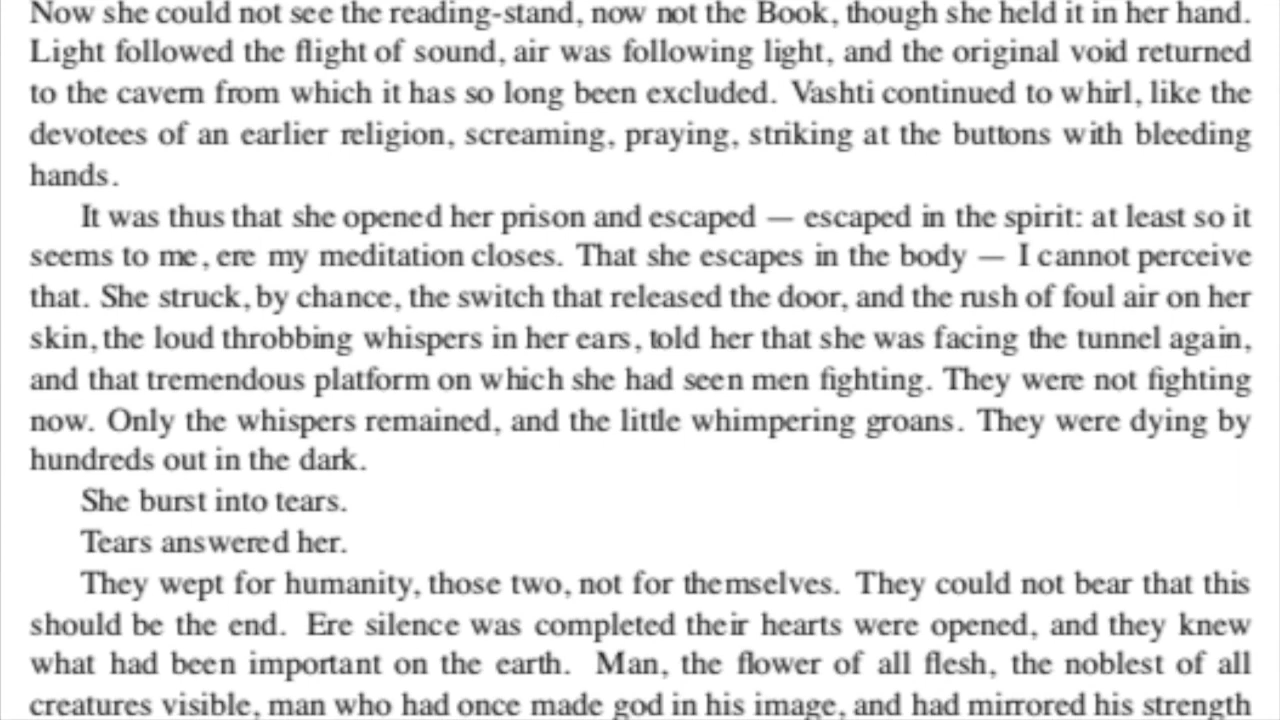 Now she could not see the reading-stand, now not the Book, though she held it in her hand.
Light followed the flight of sound, air was following light, and the original void returned
to the cavern from which it has so long been excluded. Vashti continued to whirl, like the
devotees of an earlier religion, screaming, praying, striking at the buttons with bleeding
hands.
It was thus that she opened her prison and escaped — escaped in the spirit: at least so it
seems to me, ere my meditation closes. That she escapes in the body — I cannot perceive
that. She struck, by chance, the switch that released the door, and the rush of foul air on her
skin, the loud throbbing whispers in her ears, told her that she was facing the tunnel again,
and that tremendous platform on which she had seen men fighting. They were not fighting
now. Only the whispers remained, and the little whimpering groans. They were dying by
hundreds out in the dark.
She burst into tears.
Tears answered her.
They wept for humanity, those two, not for themselves. They could not bear that this
should be the end. Ere silence was completed their hearts were opened, and they knew
what had been important on the earth. Man, the flower of all flesh, the noblest of all
creatures visible, man who had once made god in his image, and had mirrored his strength